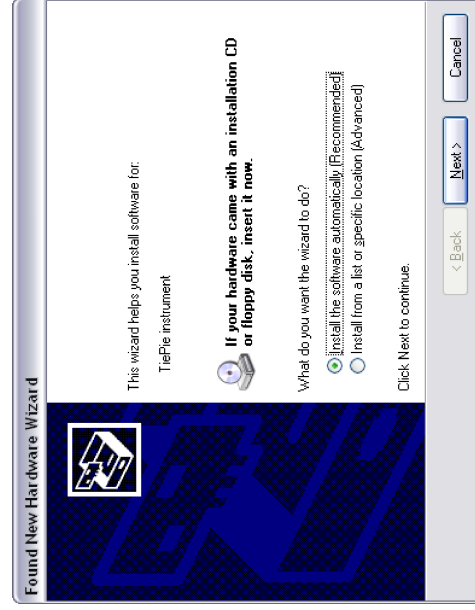 Found New Hardware Wizard
This wizard helps you install software for:
TiePie instrument
If your hardware came with an installation CD
or floppy disk, insert it now.
What do you want the wizard to do?
Install the software automatically (Recommended)
Install from a list or specific location (Advanced)
Click Next to continue.
< Back
Next >
Cancel